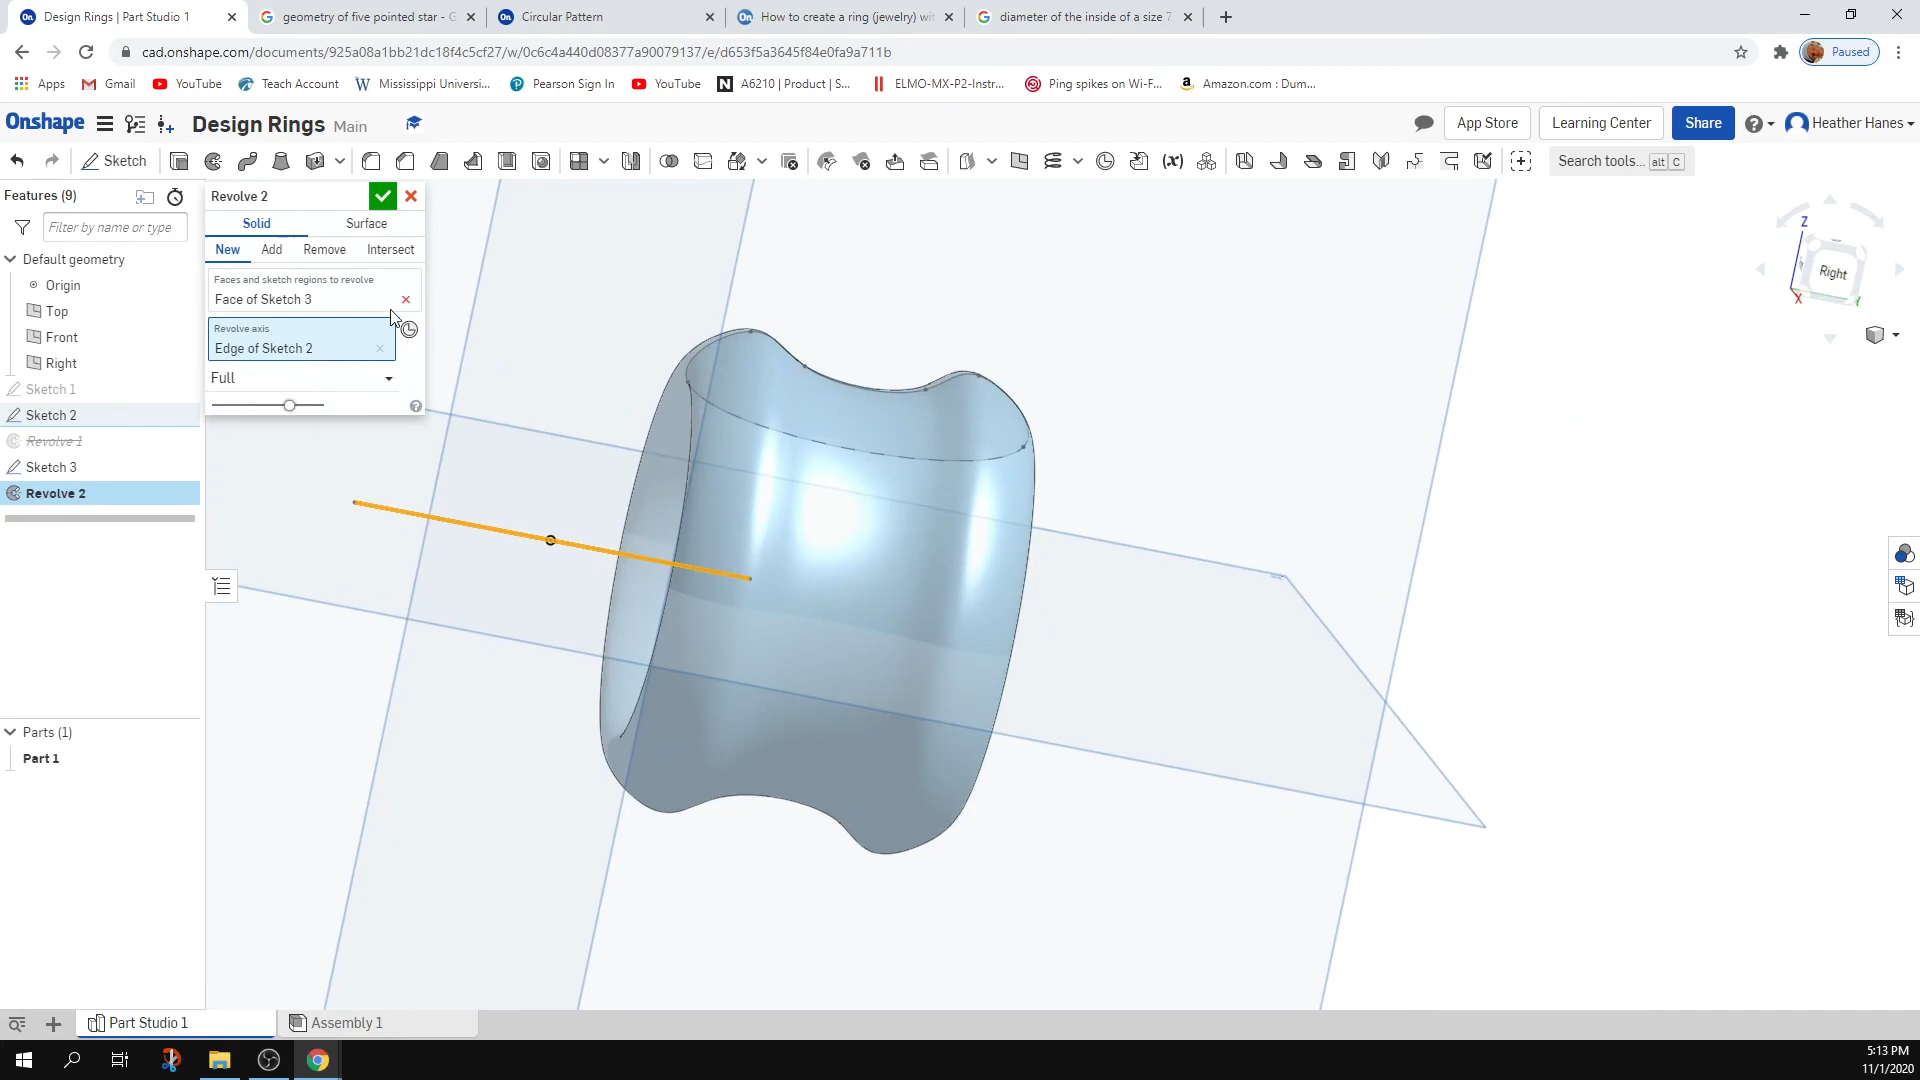 Design Rings | Part Studio 1
geometry of five pointed star - G
Circular Pattern
How to create a ring (jewelry) wit
diameter of the inside of a size 7
cad.onshape.com/documents/925a08a1bb21dc18f4c5cf27/w/0c6c4a440d08377a90079137/e/d653f5a3645f84e0fa9a711b
Paused
Apps
Gmail
YouTube
Teach Account
Mississippi Universi...
Pearson Sign In
YouTube
A6210 | Product | S...
ELMO-MX-P2-Instr...
Ping spikes on Wi-F...
Amazon.com : Dum...
Onshape
Design Rings Main
App Store
Learning Center
Share
Heather Hanes
Sketch
Search tools... alt C
Features (9)
Filter by name or type
Default geometry
Origin
Top
Front
Right
Sketch 1
Sketch 2
Revolve 1
Sketch 3
Revolve 2
Parts (1)
Part 1
Revolve 2
Solid
Surface
New
Add
Remove
Intersect
Faces and sketch regions to revolve
Face of Sketch 3
Revolve axis
Edge of Sketch 2
Full
Z
Right
X
Y
Part Studio 1
Assembly 1
5:13 PM
11/1/2020